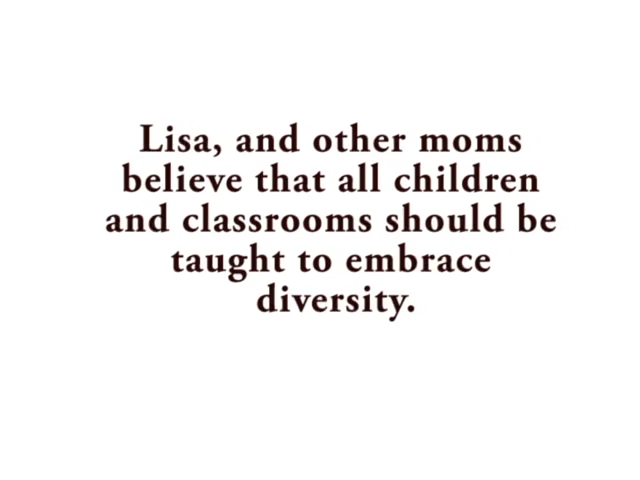 Lisa, and other moms
believe that all children
and classrooms should be
taught to embrace
diversity.